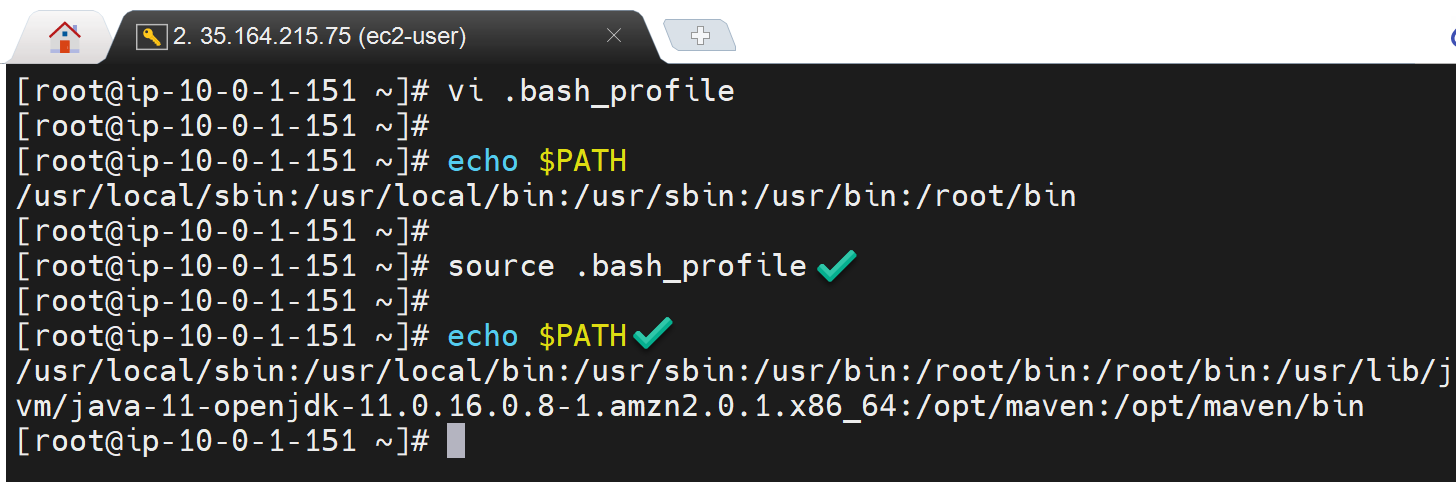 2. 35.164.215.75 (ec2-user)
[root@ip-10-0-1-151 ~]# vi .bash_profile
[root@ip-10-0-1-151 ~]#
[root@ip-10-0-1-151 ~]# echo $PATH
/usr/local/sbin:/usr/local/bin:/usr/sbin:/usr/bin:/root/bin
[root@ip-10-0-1-151 ~]#
[root@ip-10-0-1-151 ~]# source .bash_profile
[root@ip-10-0-1-151 ~]#
[root@ip-10-0-1-151 ~]# echo $PATH
/usr/local/sbin:/usr/local/bin:/usr/sbin:/usr/bin:/root/bin:/root/bin:/usr/lib/j
vm/java-11-openjdk-11.0.16.0.8-1.amzn2.0.1.x86_64:/opt/maven:/opt/maven/bin
[root@ip-10-0-1-151 ~]#